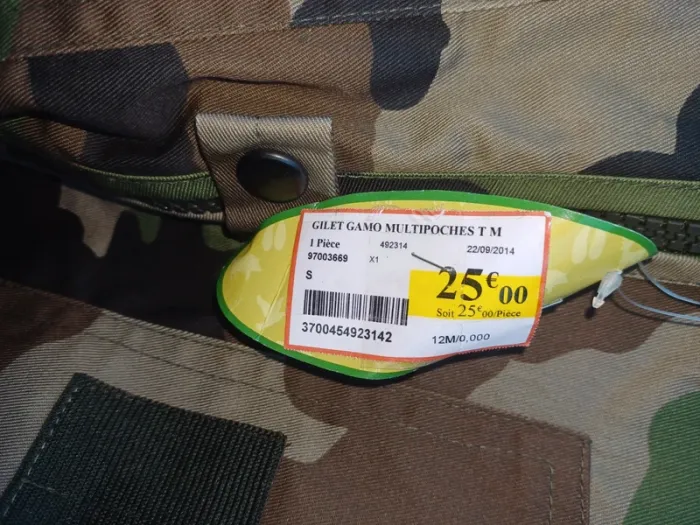 GILET GAMO MULTIPOCHES T M
1 Pièce 492314 22/09/2014
97003669 X1
S
25€00
Soit 25€00/Pièce
3700454923142
12M/0,000